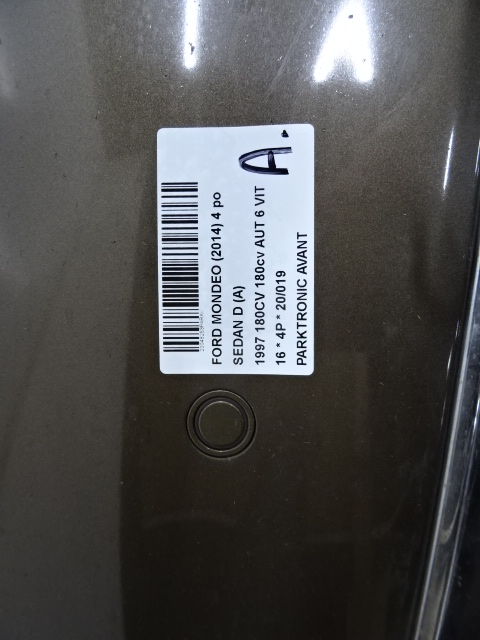 FORD MONDEO (2014) 4 po
SEDAN D (A)
1997 180CV 180cv AUT 6 VIT
16 * 4P * 20/019
PARKTRONIC AVANT
A.